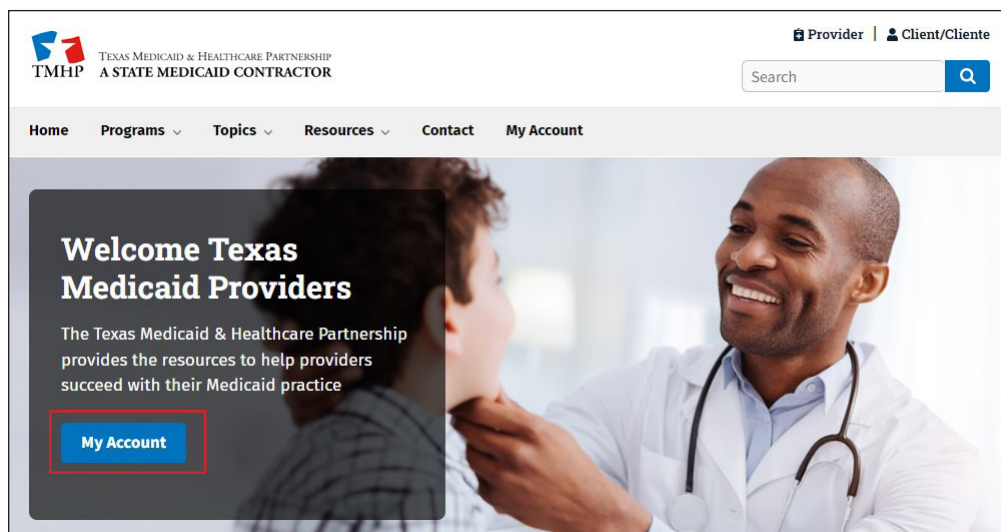 Provider | Client/Cliente
TMHP
TEXAS MEDICAID & HEALTHCARE PARTNERSHIP
A STATE MEDICAID CONTRACTOR
Search
Home Programs Topics Resources Contact My Account
Welcome Texas
Medicaid Providers
The Texas Medicaid & Healthcare Partnership
provides the resources to help providers
succeed with their Medicaid practice
My Account